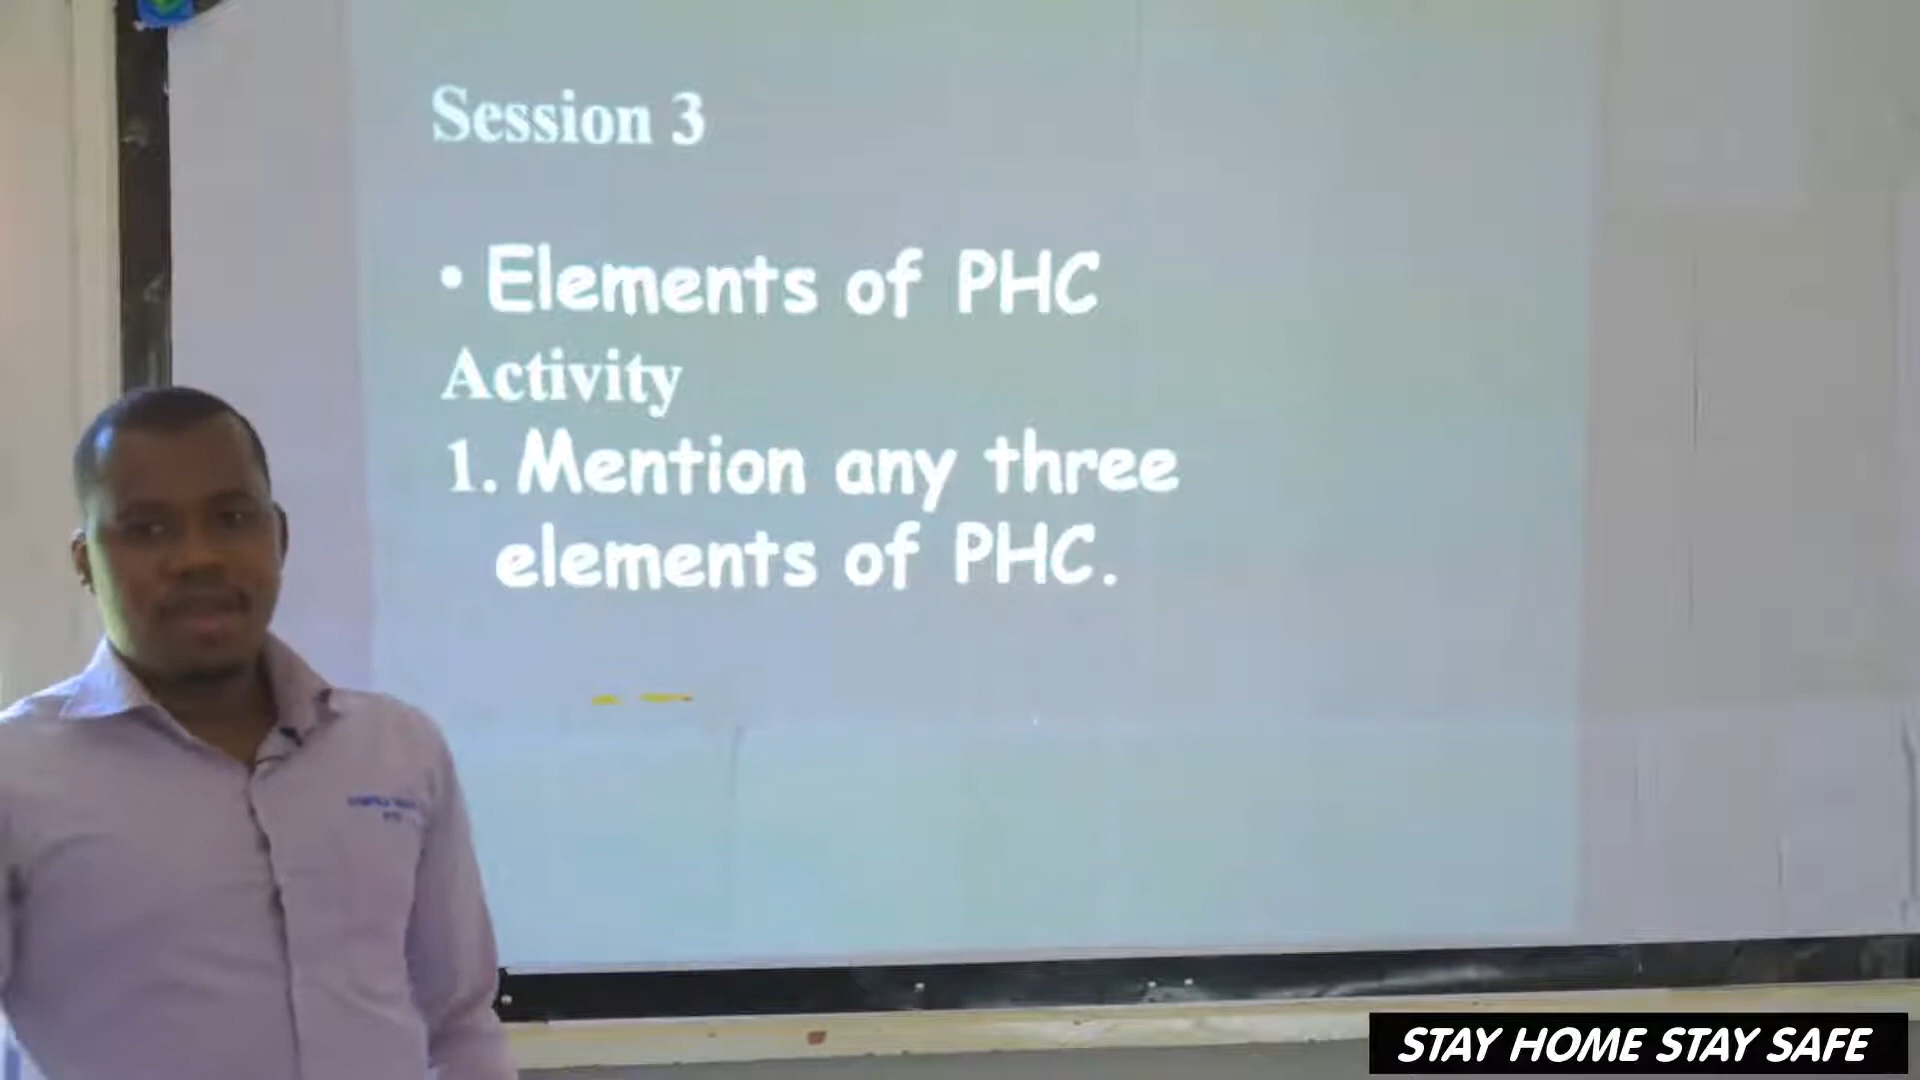 Session 3
• Elements of PHC
Activity
1. Mention any three
elements of PHC.
STAY HOME STAY SAFE